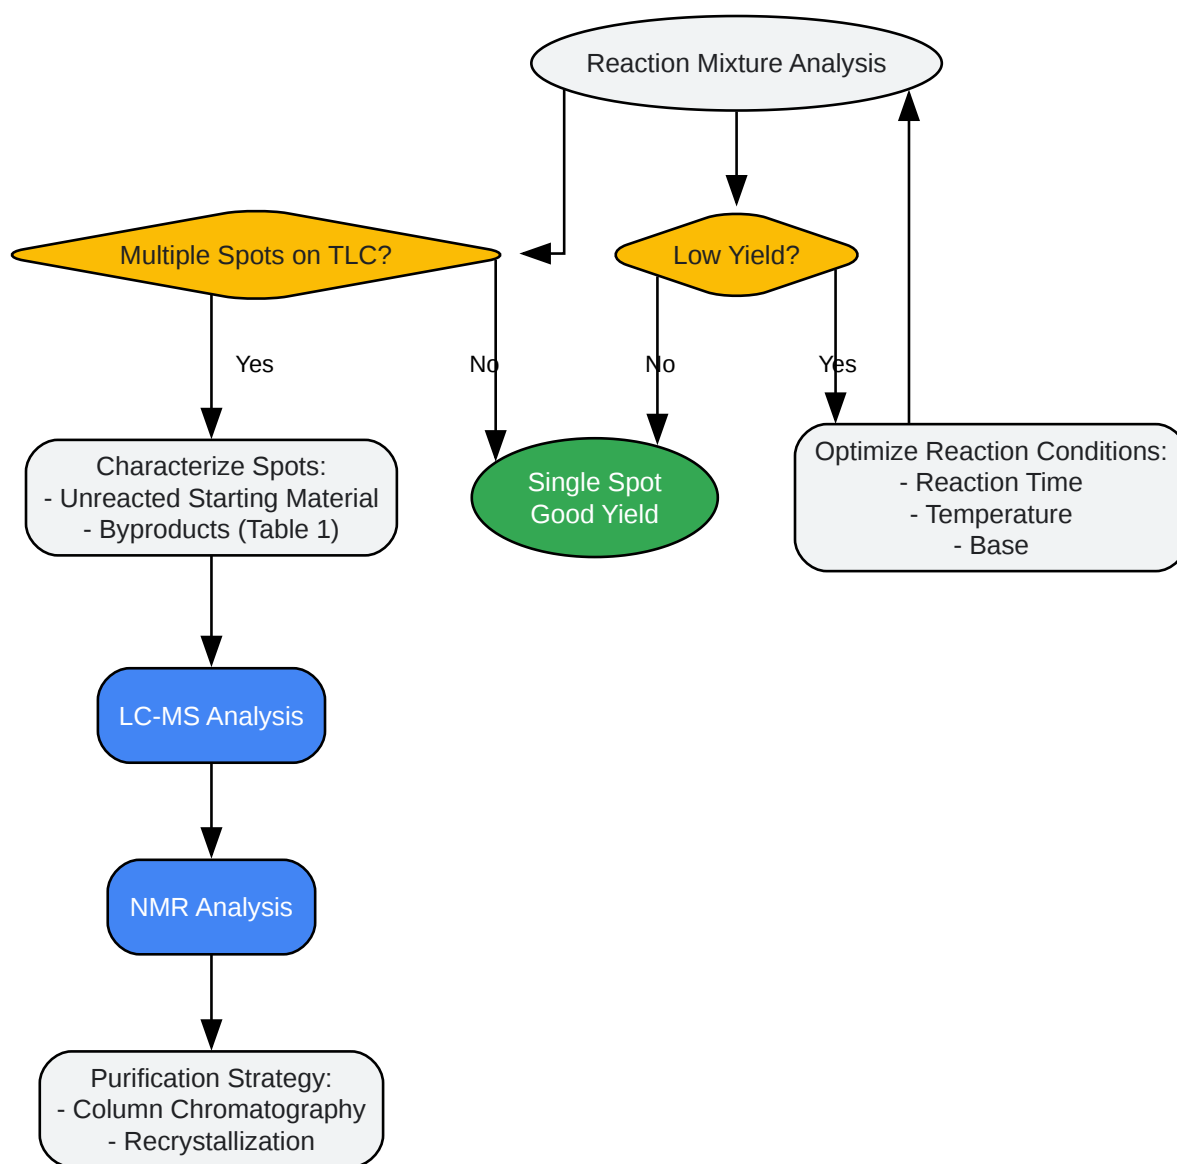 Reaction Mixture Analysis
Multiple Spots on TLC?
Low Yield?
Yes
No
No
Yes
Characterize Spots:
- Unreacted Starting Material
- Byproducts (Table 1)
Single Spot
Good Yield
Optimize Reaction Conditions:
- Reaction Time
- Temperature
- Base
LC-MS Analysis
NMR Analysis
Purification Strategy:
- Column Chromatography
- Recrystallization